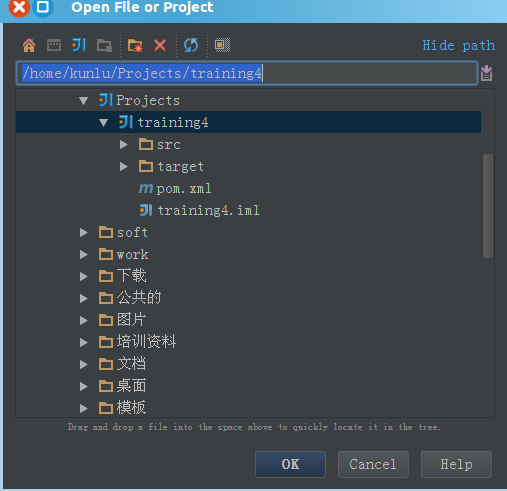 Open File or Project
Hide path
/home/kunlu/Projects/training4
Projects
training4
src
target
pom.xml
training4.iml
soft
work
下载
公共的
图片
培训资料
文档
桌面
模板
Drag and drop a file into the space above to quickly locate it in the tree.
OK
Cancel
Help